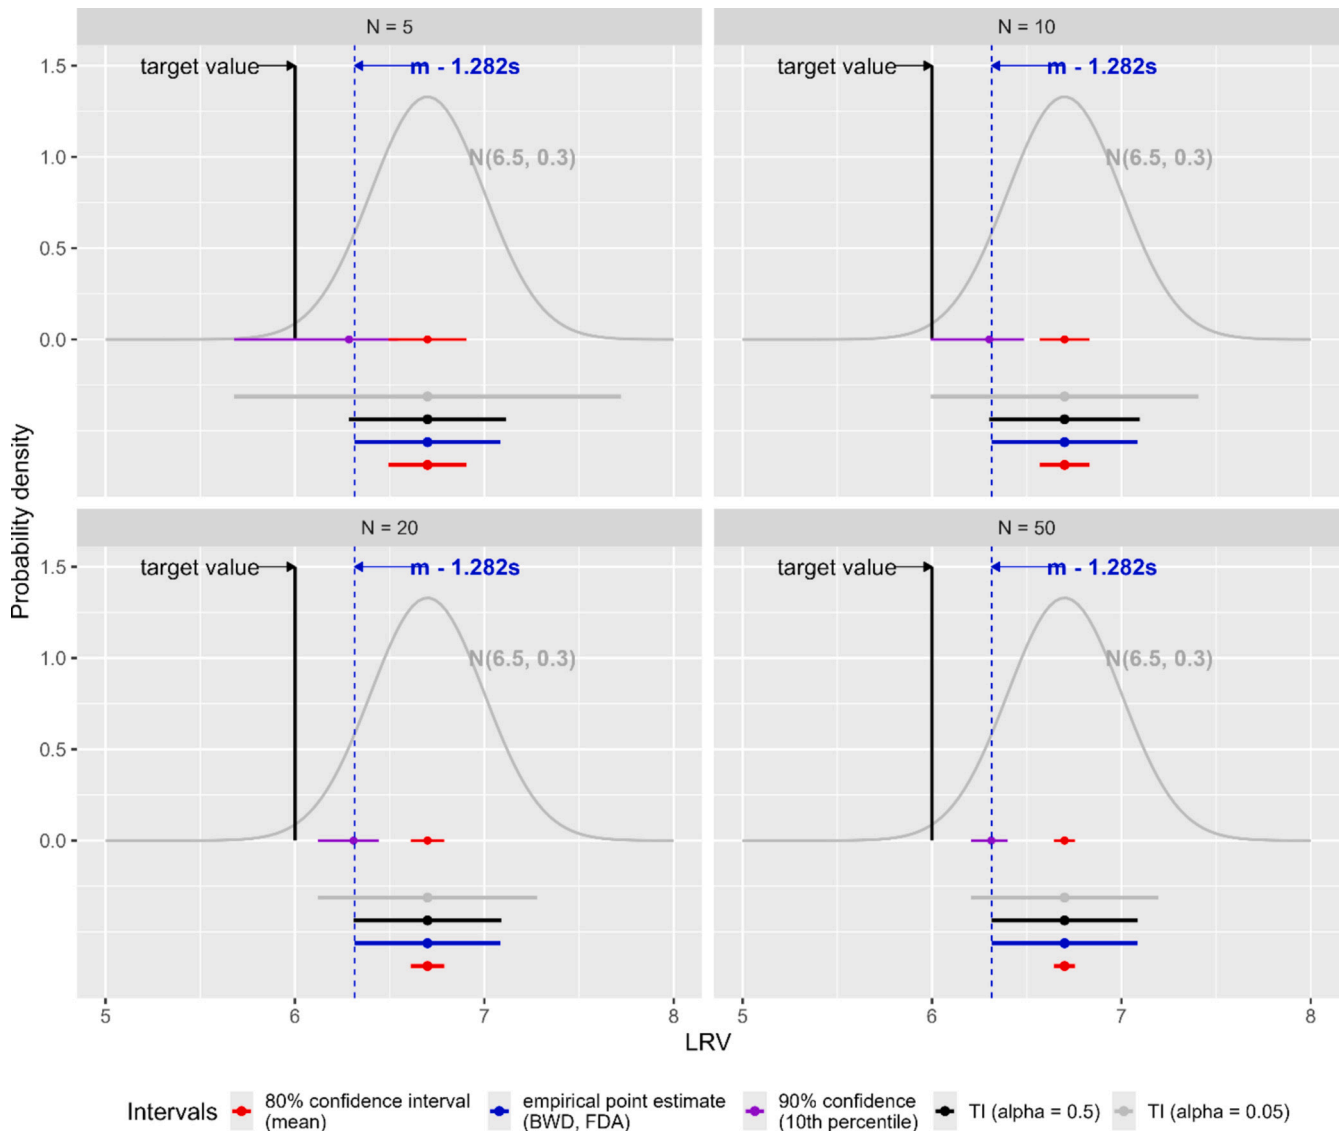 N = 5
N = 10
target value
m - 1.282s
target value
m - 1.282s
N(6.5, 0.3)
N(6.5, 0.3)
1.5
1.0
0.5
0.0
N = 20
N = 50
target value
m - 1.282s
target value
m - 1.282s
N(6.5, 0.3)
N(6.5, 0.3)
1.5
1.0
0.5
0.0
Probability density
5
6
7
8
5
6
7
8
LRV
Intervals
80% confidence interval
(mean)
empirical point estimate
(BWD, FDA)
90% confidence
(10th percentile)
TI (alpha = 0.5)
TI (alpha = 0.05)